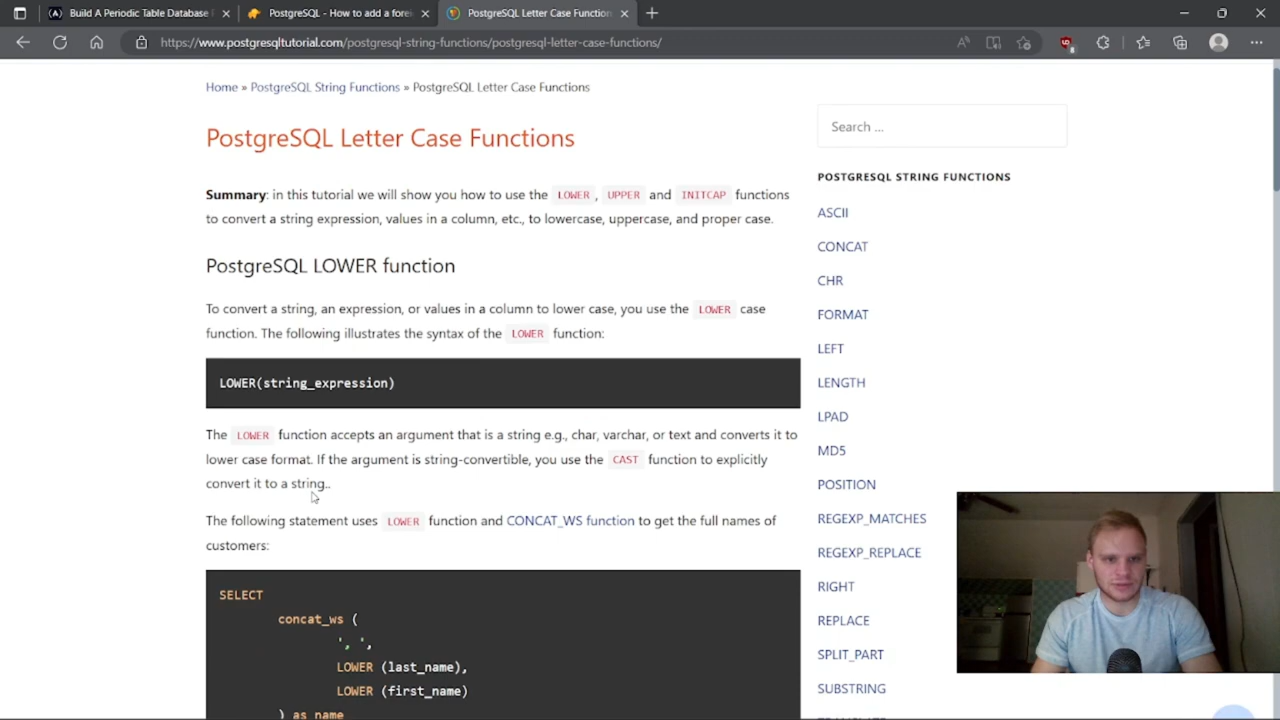 Build A Periodic Table Database
PostgreSQL - How to add a forei
PostgreSQL Letter Case Function
https://www.postgresqltutorial.com/postgresql-string-functions/postgresql-letter-case-functions/
Home » PostgreSQL String Functions » PostgreSQL Letter Case Functions
PostgreSQL Letter Case Functions
Summary: in this tutorial we will show you how to use the LOWER, UPPER and INITCAP functions
to convert a string expression, values in a column, etc., to lowercase, uppercase, and proper case.
PostgreSQL LOWER function
To convert a string, an expression, or values in a column to lower case, you use the LOWER case
function. The following illustrates the syntax of the LOWER function:
LOWER(string_expression)
The LOWER function accepts an argument that is a string e.g., char, varchar, or text and converts it to
lower case format. If the argument is string-convertible, you use the CAST function to explicitly
convert it to a string..
The following statement uses LOWER function and CONCAT_WS function to get the full names of
customers:
SELECT
concat_ws (
', ',
LOWER (last_name),
LOWER (first_name)
) as name
Search ...
POSTGRESQL STRING FUNCTIONS
ASCII
CONCAT
CHR
FORMAT
LEFT
LENGTH
LPAD
MD5
POSITION
REGEXP_MATCHES
REGEXP_REPLACE
RIGHT
REPLACE
SPLIT_PART
SUBSTRING